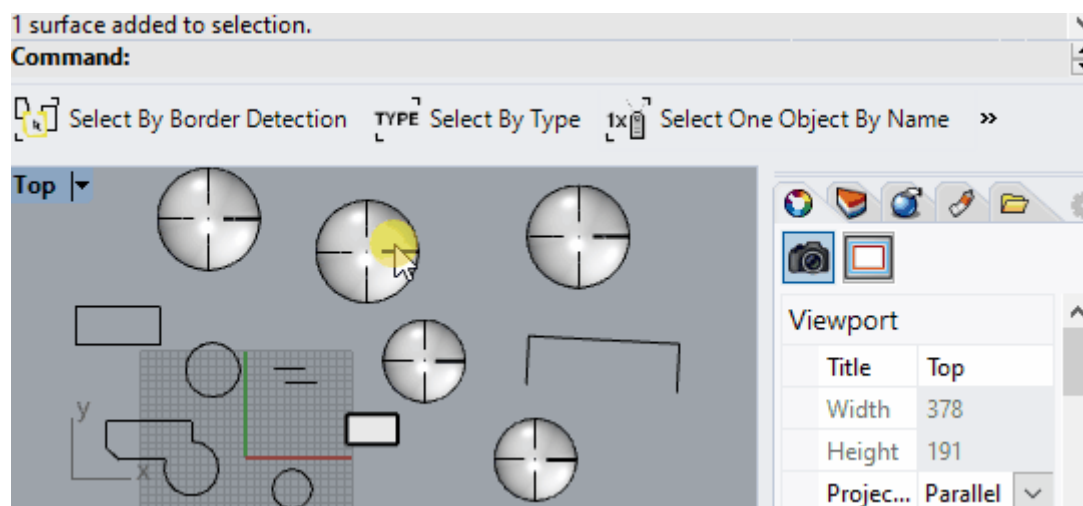 1 surface added to selection.
Command:
Select By Border Detection TYPE Select By Type 1x Select One Object By Name »
Top
Viewport
Title Top
Width 378
y
Height 191
x
Projec... Parallel